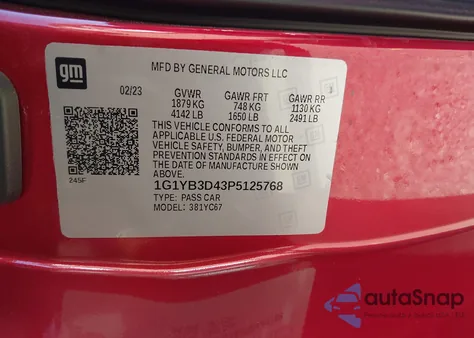 gm
MFD BY GENERAL MOTORS LLC
02/23 GVWR GAWR FRT GAWR RR
1879 KG 748 KG 1130 KG
4142 LB 1650 LB 2491 LB
THIS VEHICLE CONFORMS TO ALL
APPLICABLE U.S. FEDERAL MOTOR
VEHICLE SAFETY, BUMPER, AND THEFT
PREVENTION STANDARDS IN EFFECT
ON THE DATE OF MANUFACTURE SHOWN
ABOVE.
245F
1G1YB3D43P5125768
TYPE: PASS CAR
MODEL: 3B1YC67
autoSnap